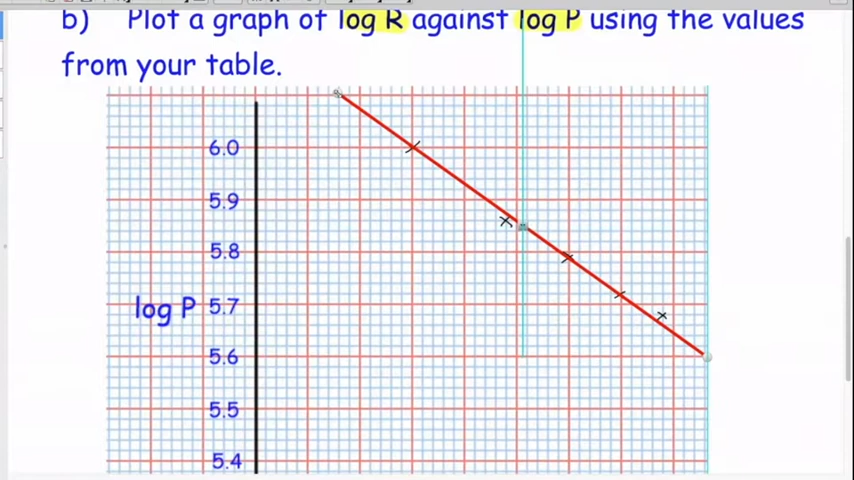 b) Plot a graph of log R against log P using the values
from your table.
6.0
5.9
5.8
log P 5.7
5.6
5.5
5.4